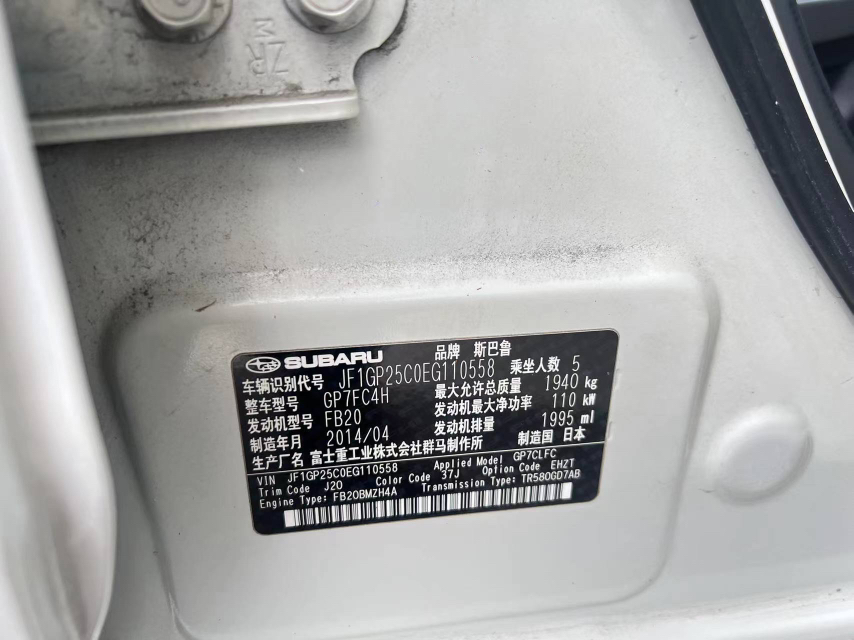 ZR
M
SUBARU 品牌 斯巴鲁
车辆识别代号 JF1GP25C0EG110558 乘坐人数 5
整车型号 GP7FC4H 最大允许总质量 1940 kg
发动机型号 FB20 发动机最大净功率 110 kW
制造年月 2014/04 发动机排量 1995 ml
生产厂名 富士重工业株式会社群马制作所 制造国 日本
VIN JF1GP25C0EG110558 Applied Model GP7CLFC
Trim Code J20 Color Code 37J Option Code EHZT
Engine Type: FB20BMZH4A Transmission Type: TR580GD7AB